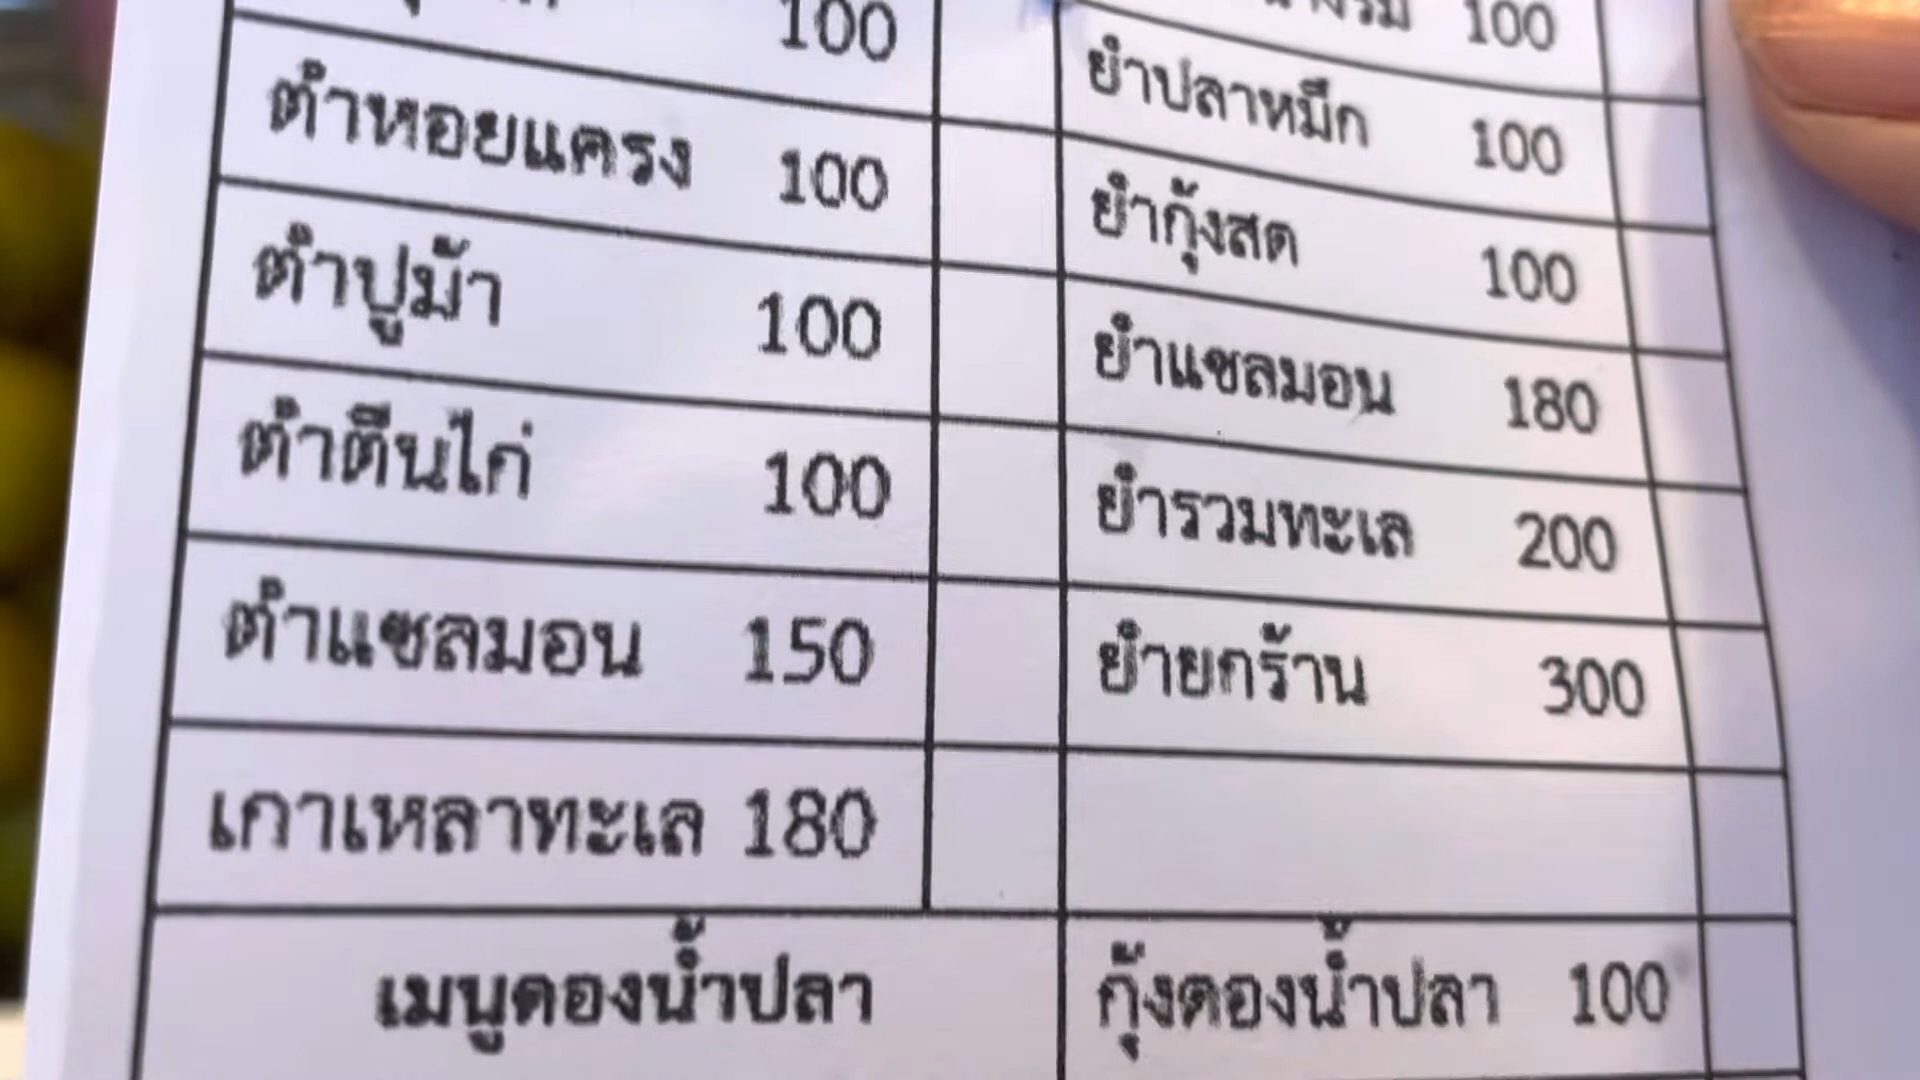 100
100
ตำหอยแครง 100
ยำปลาหมึก 100
ตำปูม้า 100
ยำกุ้งสด 100
ตำตีนไก่ 100
ยำแซลมอน 180
ตำแซลมอน 150
ยำรวมทะเล 200
เกาเหลาทะเล 180
ยำยกร้าน 300
เมนูดองน้ำปลา
กุ้งดองน้ำปลา 100